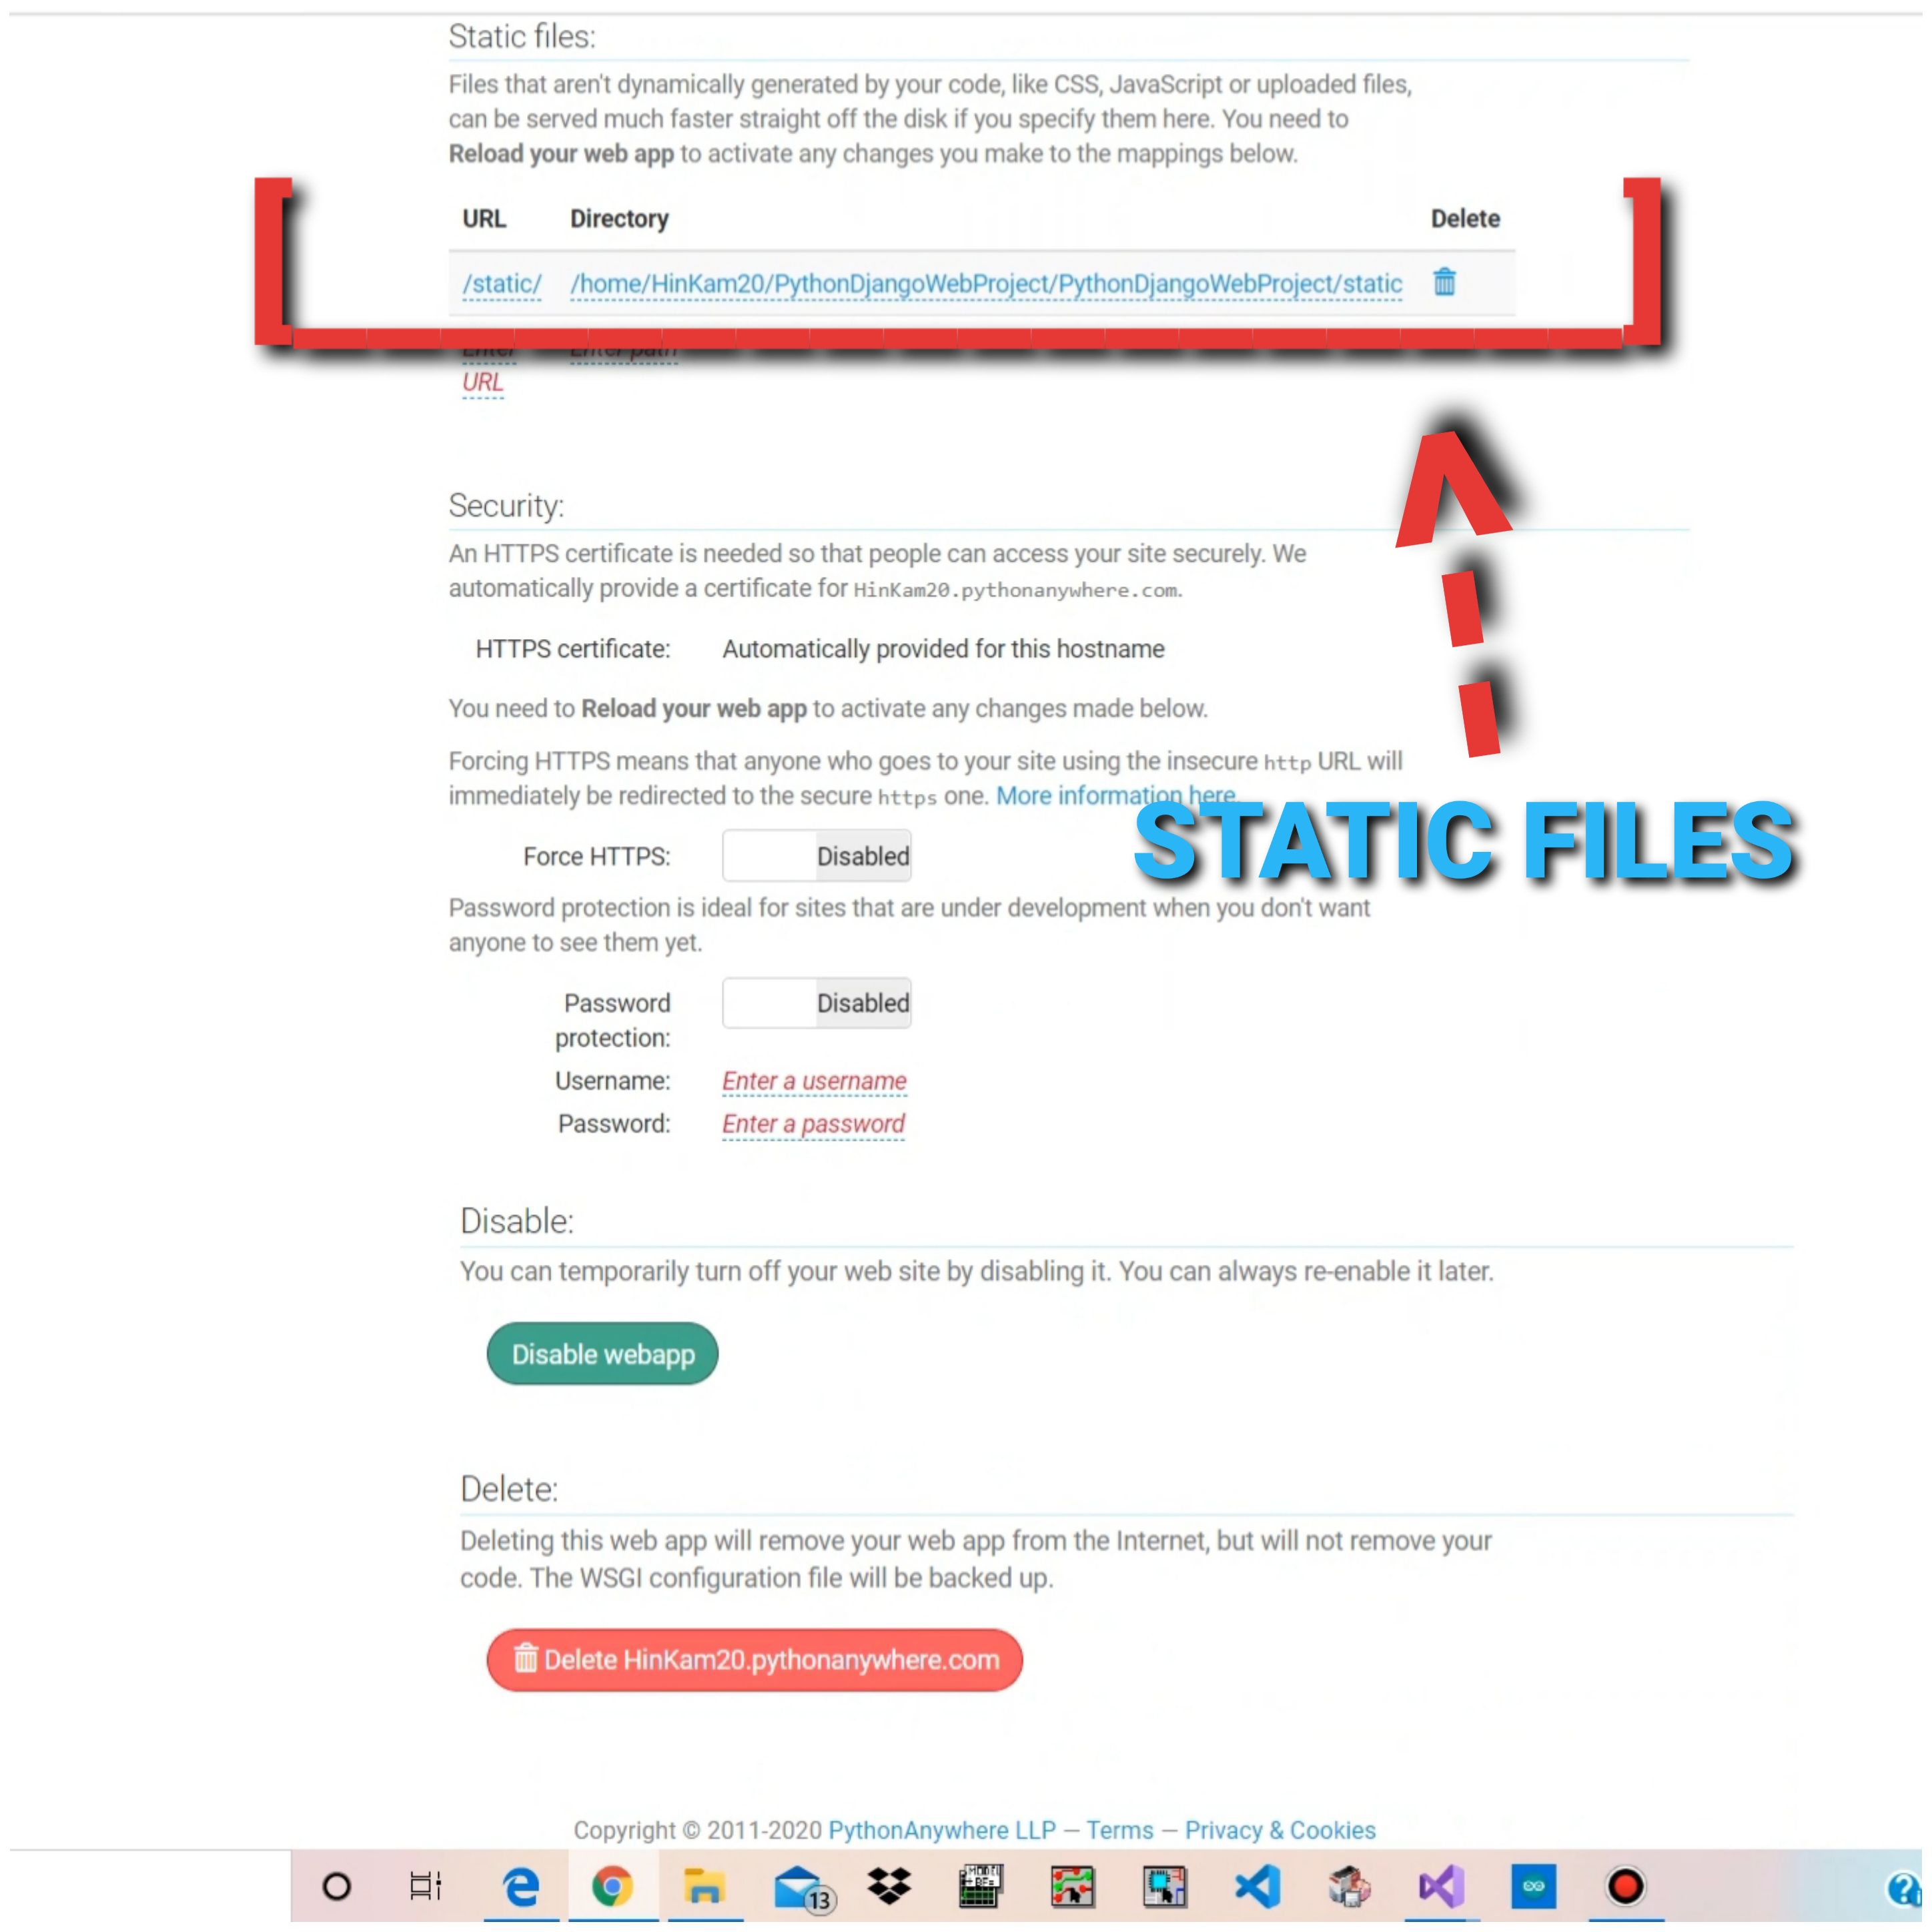 Static files:
Files that aren't dynamically generated by your code, like CSS, JavaScript or uploaded files,
can be served much faster straight off the disk if you specify them here. You need to
Reload your web app to activate any changes you make to the mappings below.
URL Directory Delete
/static/ /home/HinKam20/PythonDjangoWebProject/PythonDjangoWebProject/static
Enter Enter path
URL
Security:
An HTTPS certificate is needed so that people can access your site securely. We
automatically provide a certificate for HinKam20.pythonanywhere.com.
HTTPS certificate: Automatically provided for this hostname
You need to Reload your web app to activate any changes made below.
Forcing HTTPS means that anyone who goes to your site using the insecure http URL will
immediately be redirected to the secure https one. More information here.
STATIC FILES
Force HTTPS: Disabled
Password protection is ideal for sites that are under development when you don't want
anyone to see them yet.
Password Disabled
protection:
Username: Enter a username
Password: Enter a password
Disable:
You can temporarily turn off your web site by disabling it. You can always re-enable it later.
Disable webapp
Delete:
Deleting this web app will remove your web app from the Internet, but will not remove your
code. The WSGI configuration file will be backed up.
Delete HinKam20.pythonanywhere.com
Copyright © 2011-2020 PythonAnywhere LLP — Terms — Privacy & Cookies
13